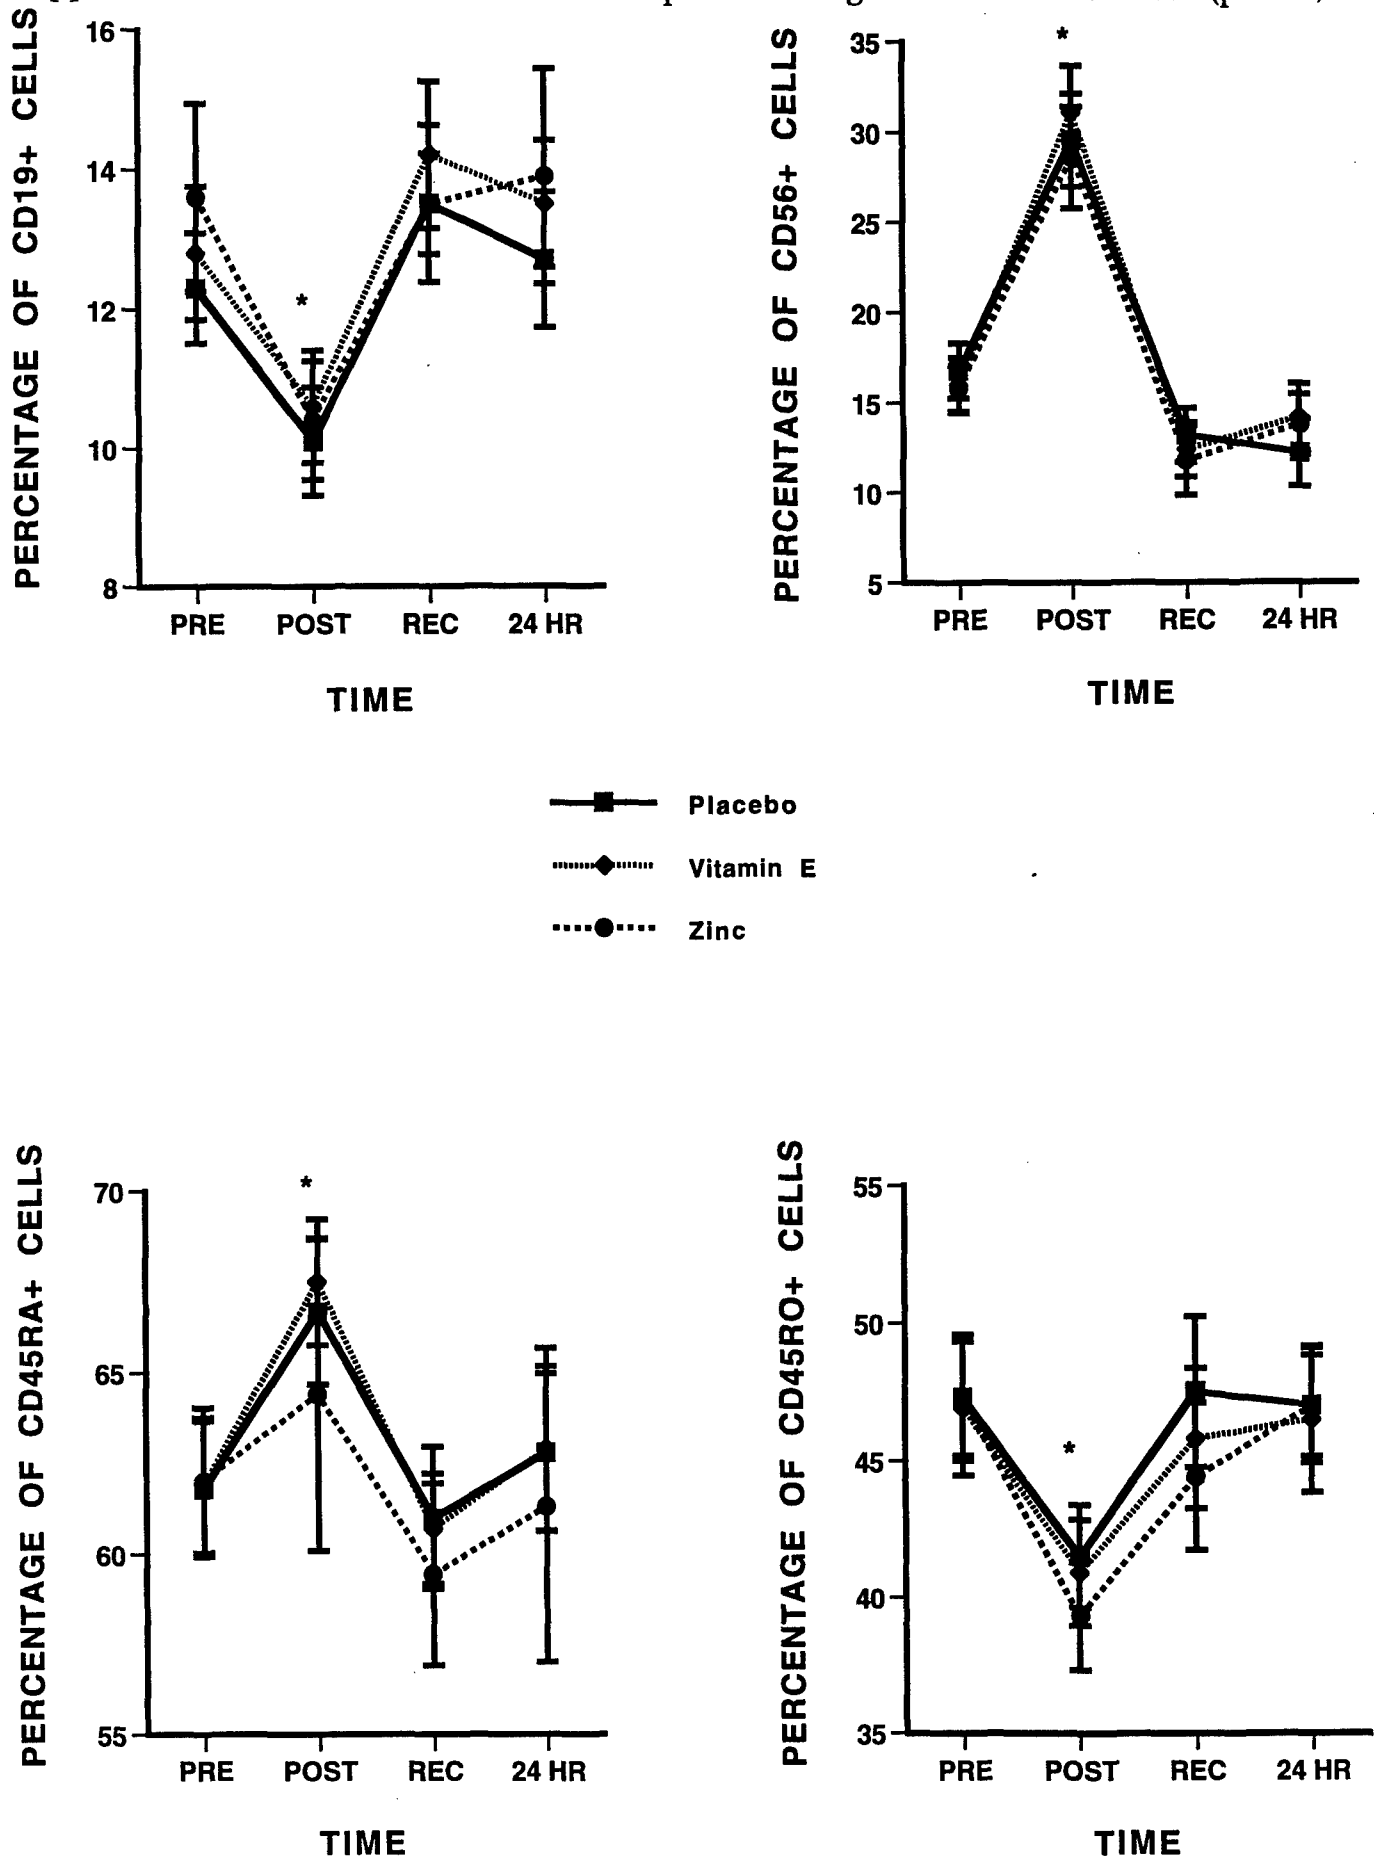 PERCENTAGE OF CD19+ CELLS
16
14
12
10
8
*
PRE POST REC 24 HR
TIME
PERCENTAGE OF CD56+ CELLS
35
30
25
20
15
10
5
*
PRE POST REC 24 HR
TIME
Placebo
Vitamin E
Zinc
PERCENTAGE OF CD45RA+ CELLS
70
65
60
55
*
PRE POST REC 24 HR
TIME
PERCENTAGE OF CD45RO+ CELLS
55
50
45
40
35
*
PRE POST REC 24 HR
TIME